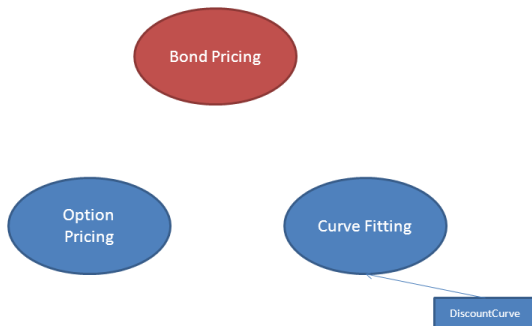 Bond Pricing
Option
Pricing
Curve Fitting
DiscountCurve